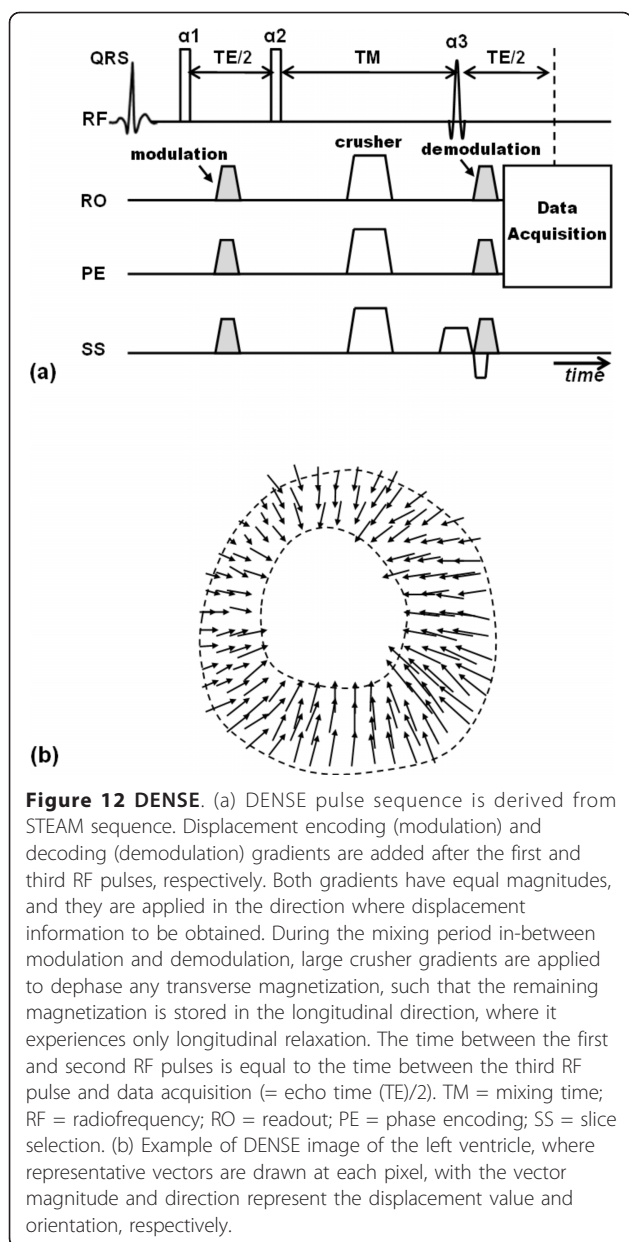 α1 α2 α3
QRS TE/2 TM TE/2
RF
modulation crusher demodulation
RO
Data
Acquisition
PE
SS
(a) time
(b)
Figure 12 DENSE. (a) DENSE pulse sequence is derived from
STEAM sequence. Displacement encoding (modulation) and
decoding (demodulation) gradients are added after the first and
third RF pulses, respectively. Both gradients have equal magnitudes,
and they are applied in the direction where displacement
information to be obtained. During the mixing period in-between
modulation and demodulation, large crusher gradients are applied
to dephase any transverse magnetization, such that the remaining
magnetization is stored in the longitudinal direction, where it
experiences only longitudinal relaxation. The time between the first
and second RF pulses is equal to the time between the third RF
pulse and data acquisition (= echo time (TE)/2). TM = mixing time;
RF = radiofrequency; RO = readout; PE = phase encoding; SS = slice
selection. (b) Example of DENSE image of the left ventricle, where
representative vectors are drawn at each pixel, with the vector
magnitude and direction represent the displacement value and
orientation, respectively.